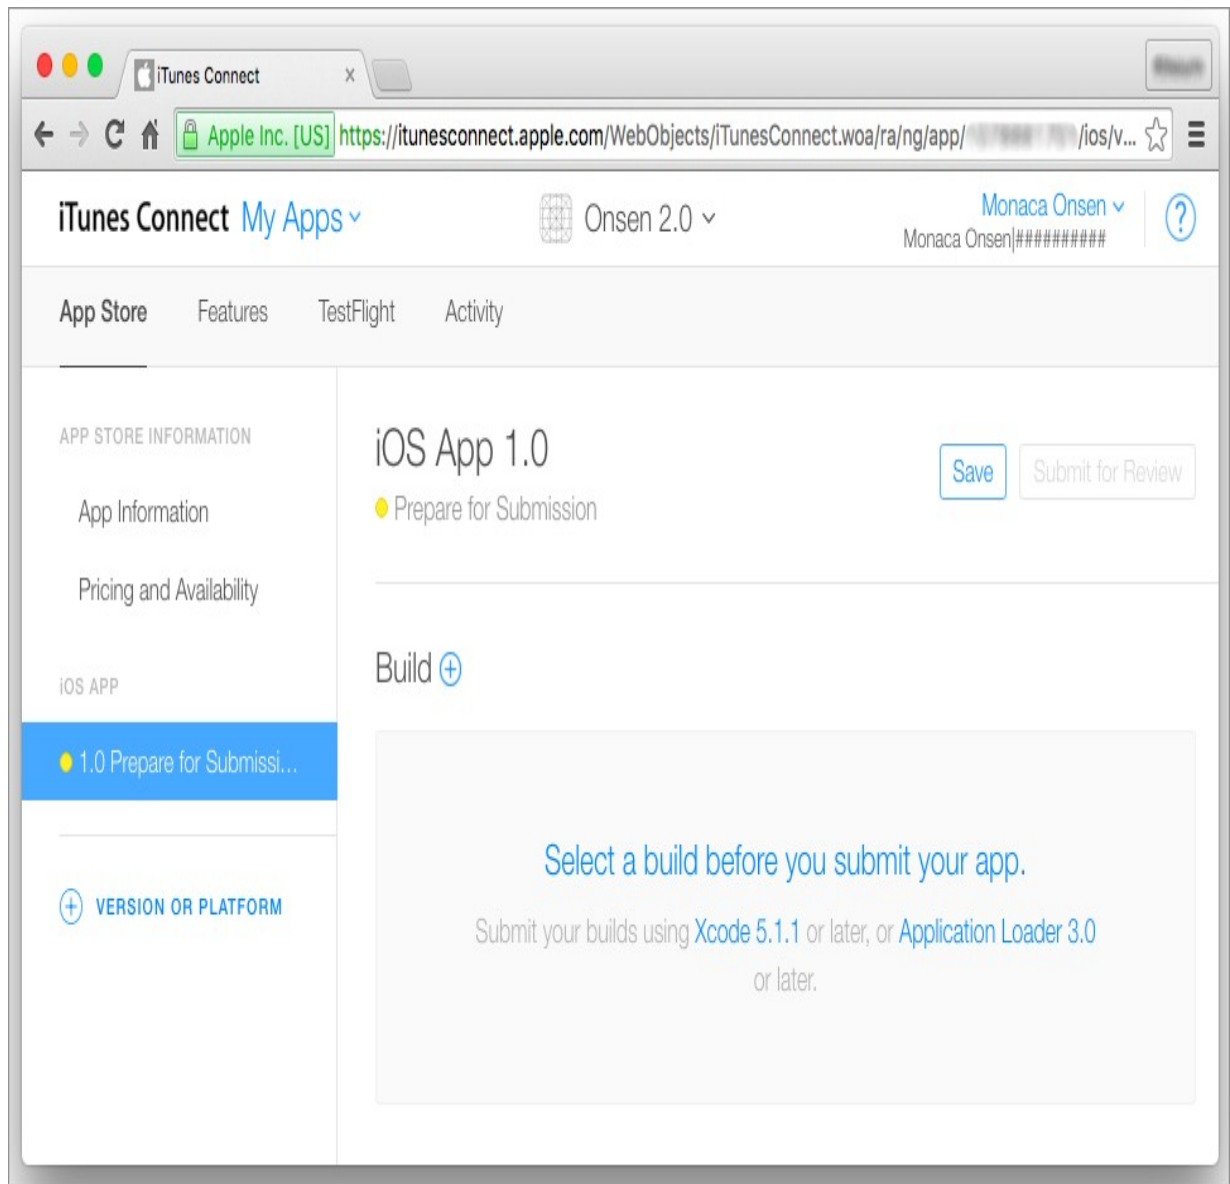 iTunes Connect
Apple Inc. [US] https://itunesconnect.apple.com/WebObjects/iTunesConnect.woa/ra/ng/app/ /ios/v...
iTunes Connect My Apps Onsen 2.0 Monaca Onsen
Monaca Onsen|##########
?
App Store Features TestFlight Activity
APP STORE INFORMATION
App Information
Pricing and Availability
iOS APP
1.0 Prepare for Submissi...
VERSION OR PLATFORM
iOS App 1.0
Prepare for Submission
Save Submit for Review
Build
Select a build before you submit your app.
Submit your builds using Xcode 5.1.1 or later, or Application Loader 3.0
or later.